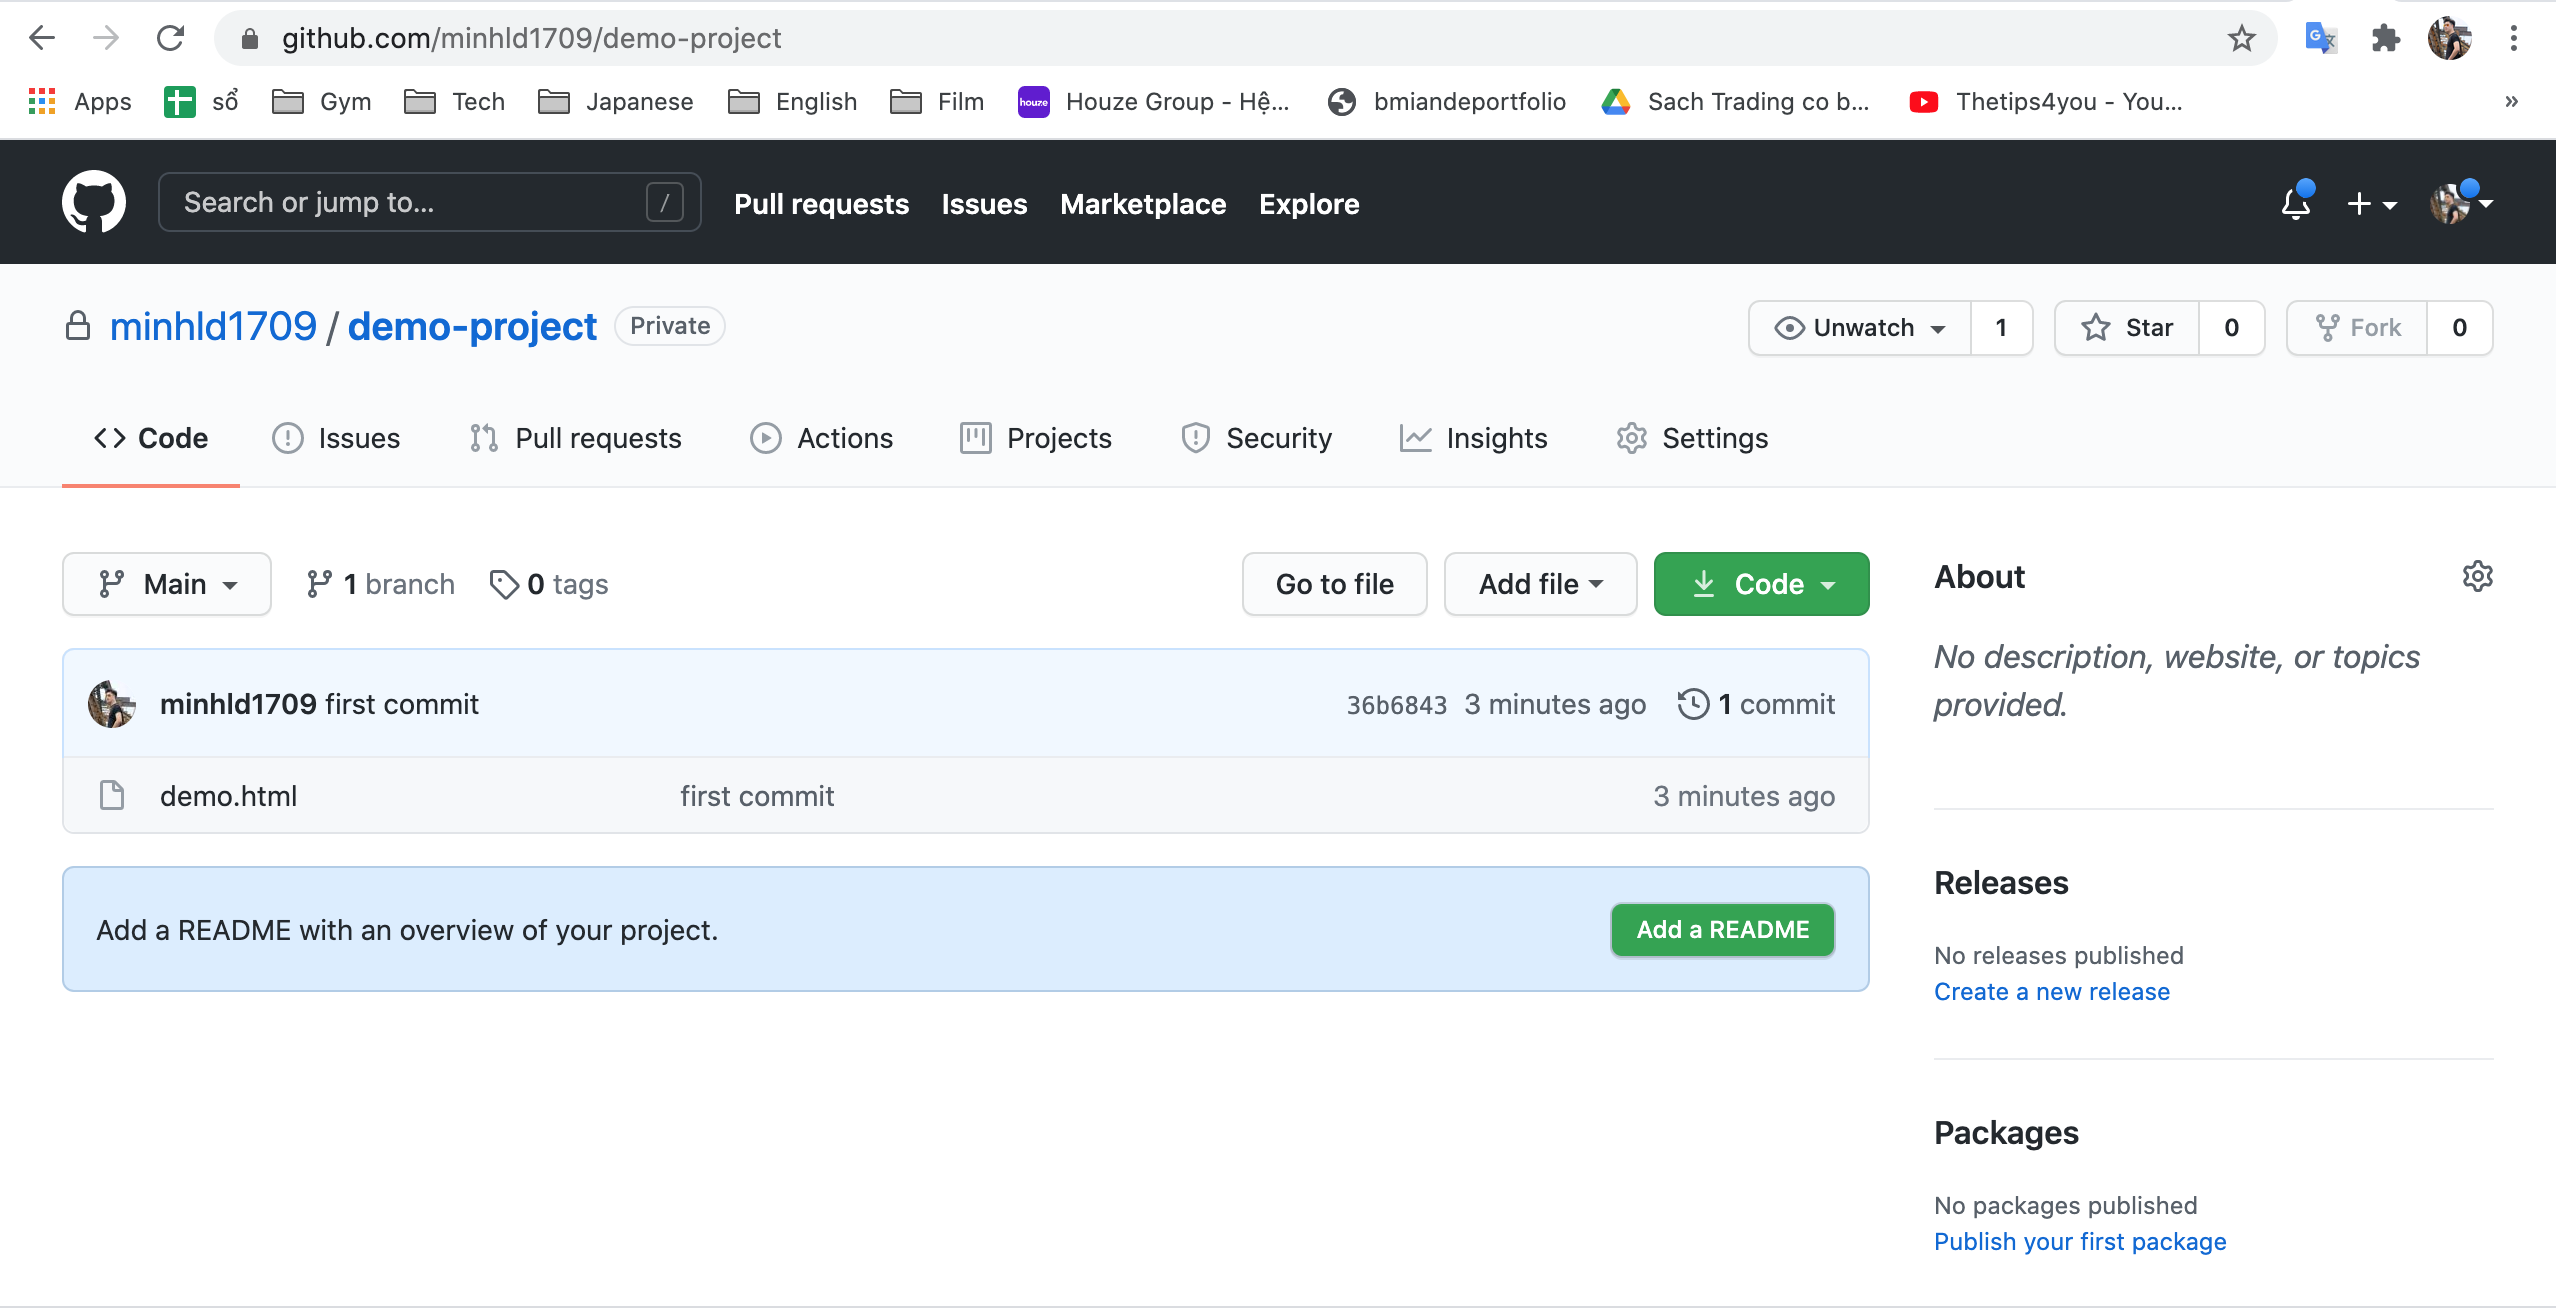 github.com/minhld1709/demo-project
Apps sổ Gym Tech Japanese English Film houze Houze Group - Hệ... bmiandeportfolio Sach Trading co b... Thetips4you - You... »
Search or jump to... / Pull requests Issues Marketplace Explore
minhld1709 / demo-project Private Unwatch 1 Star 0 Fork 0
Code Issues Pull requests Actions Projects Security Insights Settings
Main 1 branch 0 tags Go to file Add file Code
minhld1709 first commit 36b6843 3 minutes ago 1 commit
demo.html first commit 3 minutes ago
Add a README with an overview of your project. Add a README
About
No description, website, or topics
provided.
Releases
No releases published
Create a new release
Packages
No packages published
Publish your first package